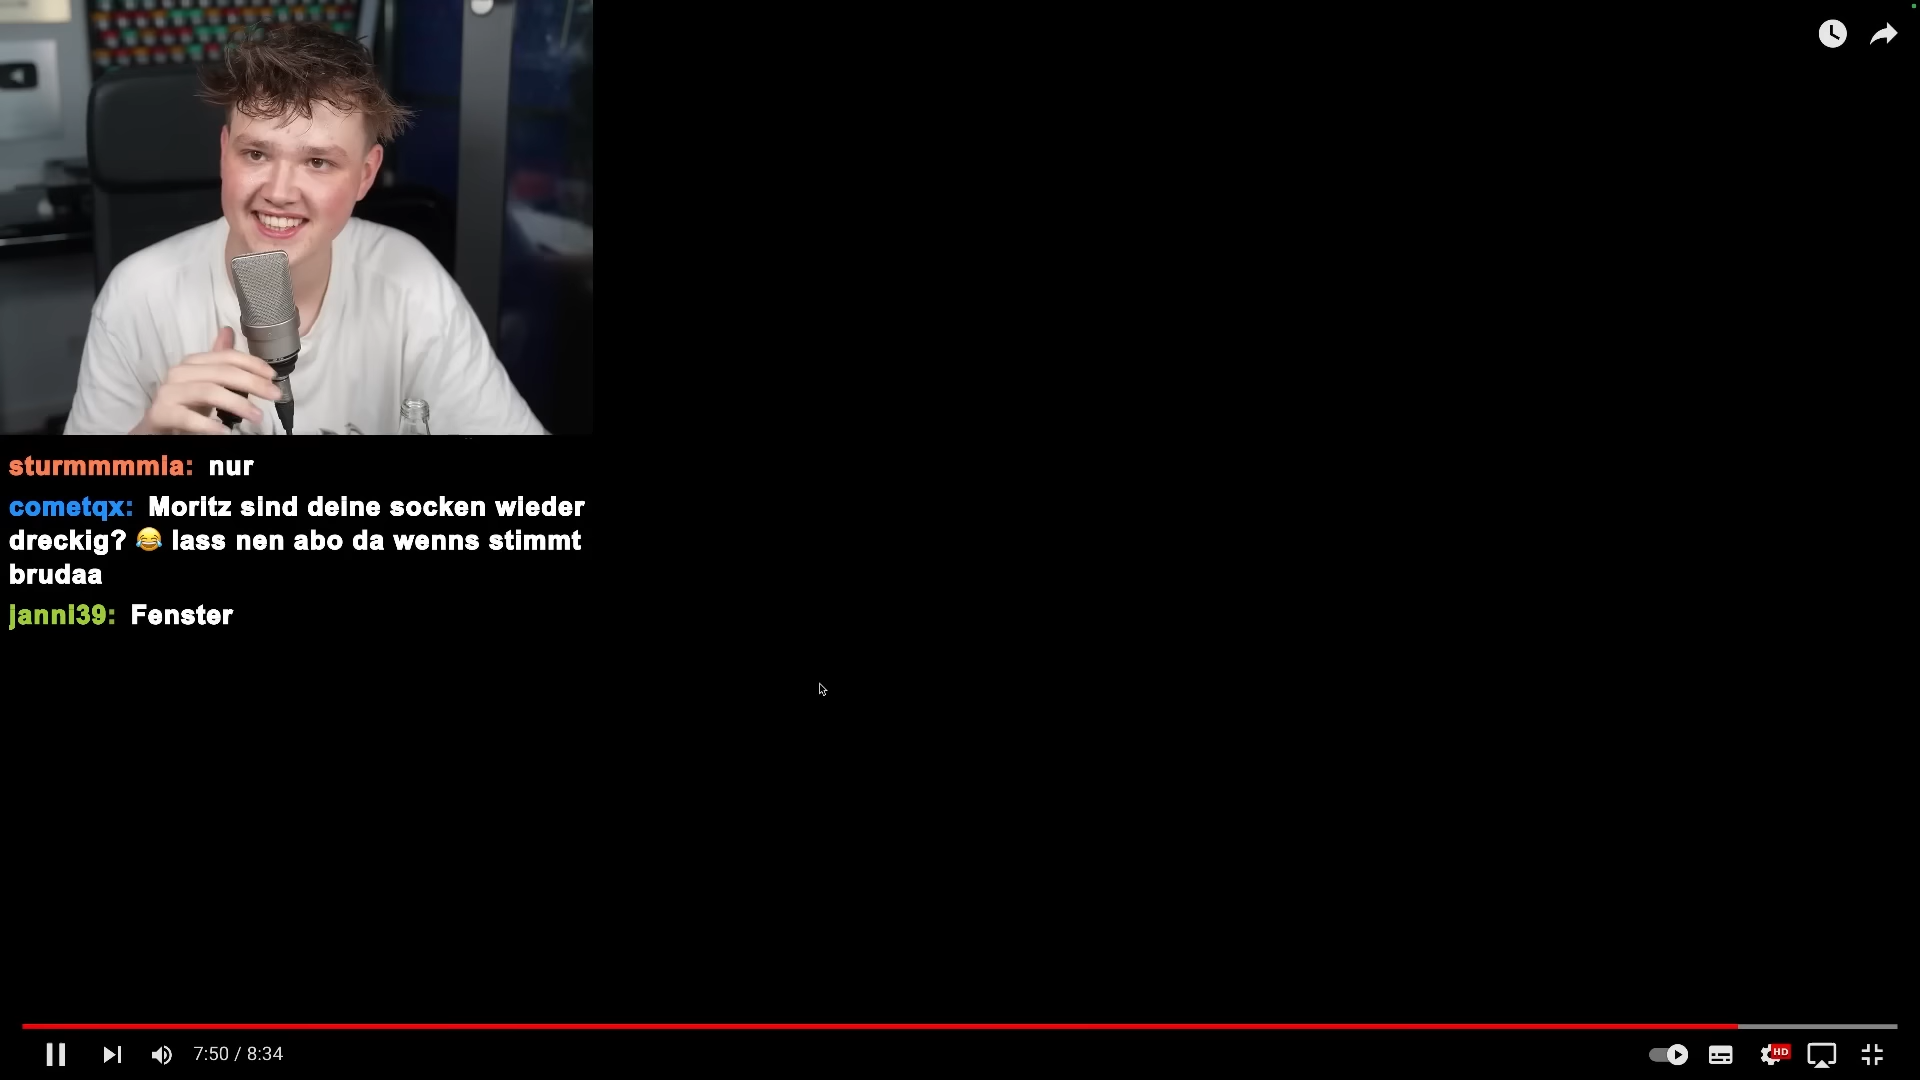 sturmmmmla: nur
cometqx: Moritz sind deine socken wieder
dreckig? 😂 lass nen abo da wenns stimmt
brudaa
janni39: Fenster
7:50 / 8:34
HD